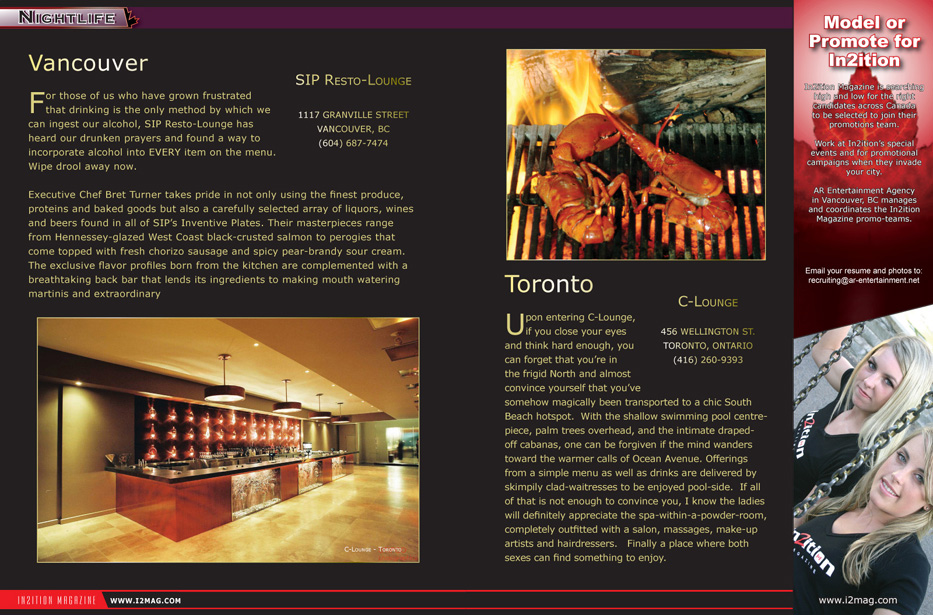 NIGHTLIFE
Vancouver
SIP RESTO-LOUNGE
1117 GRANVILLE STREET
VANCOUVER, BC
(604) 687-7474
For those of us who have grown frustrated
that drinking is the only method by which we
can ingest our alcohol, SIP Resto-Lounge has
heard our drunken prayers and found a way to
incorporate alcohol into EVERY item on the menu.
Wipe drool away now.
Executive Chef Bret Turner takes pride in not only using the finest produce,
proteins and baked goods but also a carefully selected array of liquors, wines
and beers found in all of SIP's Inventive Plates. Their masterpieces range
from Hennessey-glazed West Coast black-crusted salmon to perogies that
come topped with fresh chorizo sausage and spicy pear-brandy sour cream.
The exclusive flavor profiles born from the kitchen are complemented with a
breathtaking back bar that lends its ingredients to making mouth watering
martinis and extraordinary
C-LOUNGE - TORONTO
Toronto
C-LOUNGE
456 WELLINGTON ST.
TORONTO, ONTARIO
(416) 260-9393
Upon entering C-Lounge,
if you close your eyes
and think hard enough, you
can forget that you're in
the frigid North and almost
convince yourself that you've
somehow magically been transported to a chic South
Beach hotspot. With the shallow swimming pool centre-
piece, palm trees overhead, and the intimate draped-
off cabanas, one can be forgiven if the mind wanders
toward the warmer calls of Ocean Avenue. Offerings
from a simple menu as well as drinks are delivered by
skimpily clad-waitresses to be enjoyed pool-side. If all
of that is not enough to convince you, I know the ladies
will definitely appreciate the spa-within-a-powder-room,
completely outfitted with a salon, massages, make-up
artists and hairdressers. Finally a place where both
sexes can find something to enjoy.
Model or
Promote for
In2ition
In2ition Magazine is searching
high and low for the right
candidates across Canada
to be selected to join their
promotions team.
Work at In2ition's special
events and for promotional
campaigns when they invade
your city.
AR Entertainment Agency
in Vancouver, BC manages
and coordinates the In2ition
Magazine promo-teams.
Email your resume and photos to:
recruiting@ar-entertainment.net
www.i2mag.com
IN2ITION MAGAZINE
WWW.I2MAG.COM